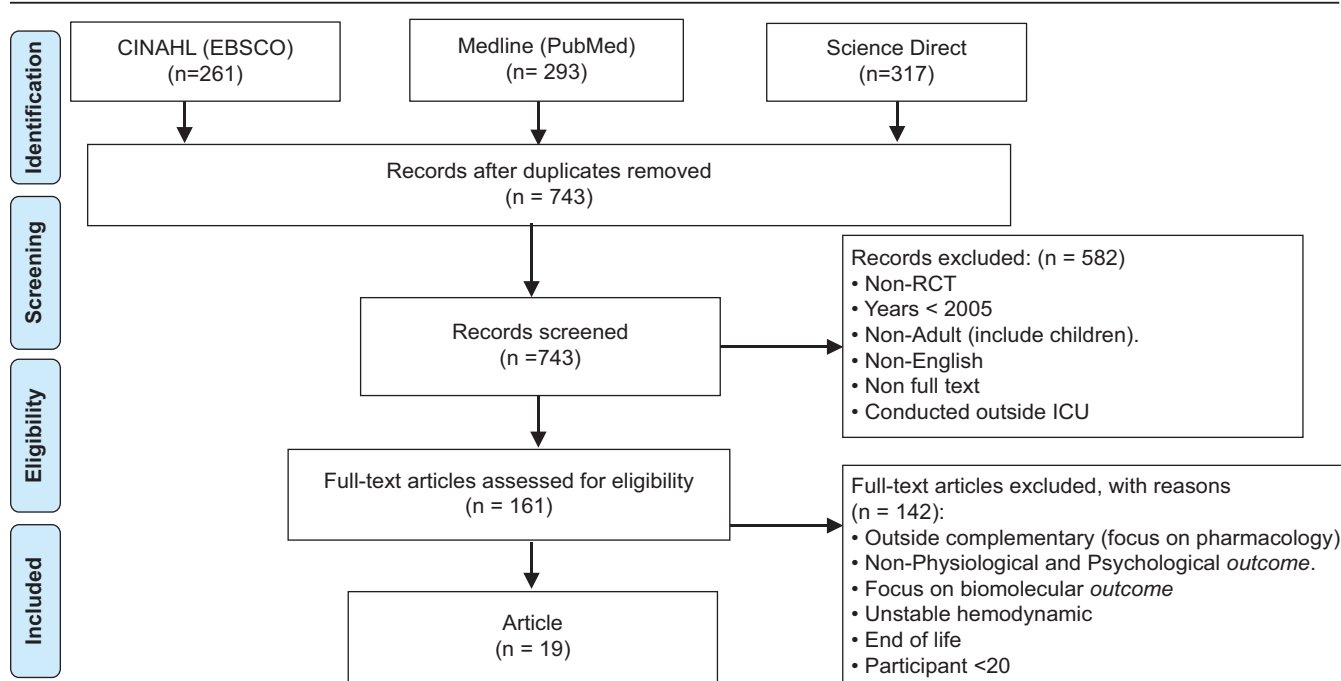 Identification
CINAHL (EBSCO)
(n=261)
Medline (PubMed)
(n= 293)
Science Direct
(n=317)
Records after duplicates removed
(n = 743)
Screening
Records screened
(n =743)
Records excluded: (n = 582)
• Non-RCT
• Years < 2005
• Non-Adult (include children).
• Non-English
• Non full text
• Conducted outside ICU
Eligibility
Full-text articles assessed for eligibility
(n = 161)
Full-text articles excluded, with reasons
(n = 142):
• Outside complementary (focus on pharmacology)
• Non-Physiological and Psychological outcome.
• Focus on biomolecular outcome
• Unstable hemodynamic
• End of life
• Participant <20
Included
Article
(n = 19)